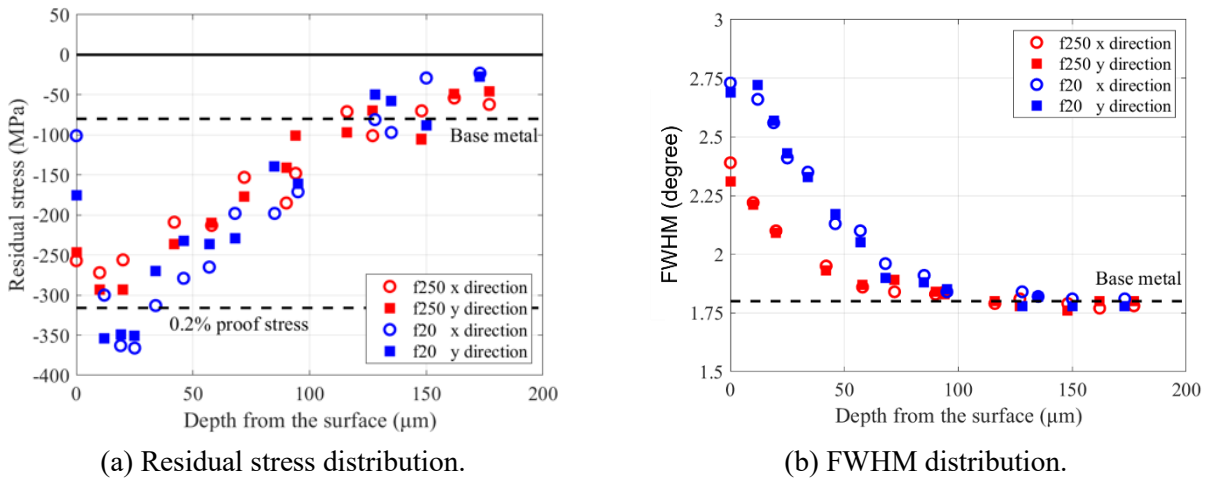 50
0
-50
-100
-150
-200
-250
-300
-350
-400
Residual stress (MPa)
Base metal
0.2% proof stress
f250 x direction
f250 y direction
f20 x direction
f20 y direction
0 50 100 150 200
Depth from the surface (μm)
(a) Residual stress distribution.
3
2.75
2.5
2.25
2
1.75
1.5
FWHM (degree)
f250 x direction
f250 y direction
f20 x direction
f20 y direction
Base metal
0 50 100 150 200
Depth from the surface (μm)
(b) FWHM distribution.